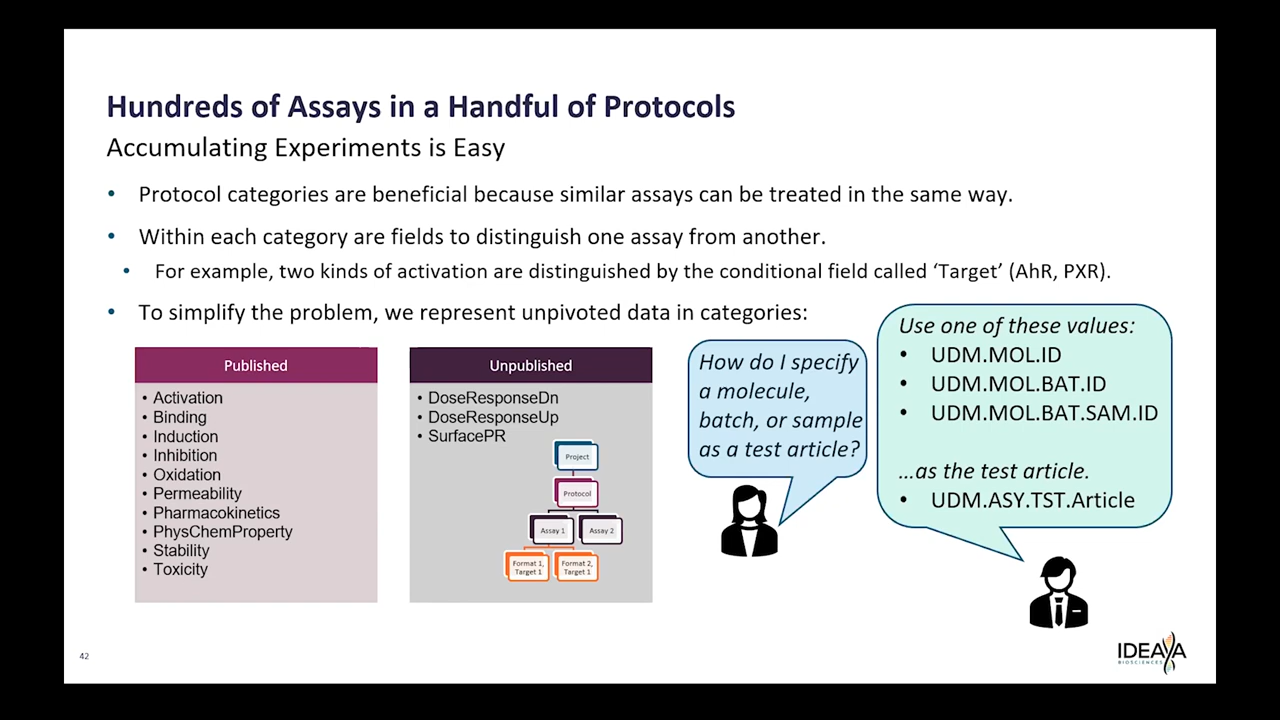 Hundreds of Assays in a Handful of Protocols
Accumulating Experiments is Easy
• Protocol categories are beneficial because similar assays can be treated in the same way.
• Within each category are fields to distinguish one assay from another.
• For example, two kinds of activation are distinguished by the conditional field called ‘Target’ (AhR, PXR).
• To simplify the problem, we represent unpivoted data in categories:
Published
• Activation
• Binding
• Induction
• Inhibition
• Oxidation
• Permeability
• Pharmacokinetics
• PhysChemProperty
• Stability
• Toxicity
Unpublished
• DoseResponseDn
• DoseResponseUp
• SurfacePR
Project
Protocol
Assay 1
Assay 2
Format 1,
Target 1
Format 2,
Target 1
How do I specify
a molecule,
batch, or sample
as a test article?
Use one of these values:
• UDM.MOL.ID
• UDM.MOL.BAT.ID
• UDM.MOL.BAT.SAM.ID
...as the test article.
• UDM.ASY.TST.Article
42
IDEAYA
BIOSCIENCES